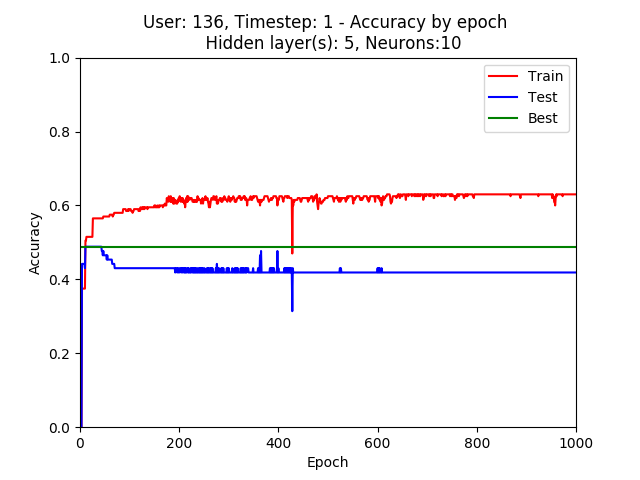 User: 136, Timestep: 1 - Accuracy by epoch
Hidden layer(s): 5, Neurons:10
1.0
0.8
0.6
0.4
0.2
0.0
Accuracy
Train
Test
Best
0
200
400
600
800
1000
Epoch